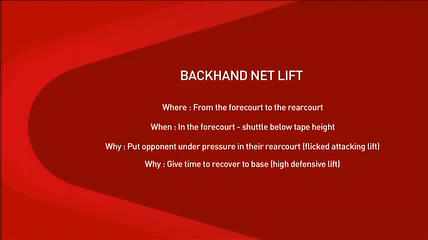 BACKHAND NET LIFT
Where : From the forecourt to the rearcourt
When : In the forecourt - shuttle below tape height
Why : Put opponent under pressure in their rearcourt (flicked attacking lift)
Why : Give time to recover to base (high defensive lift)